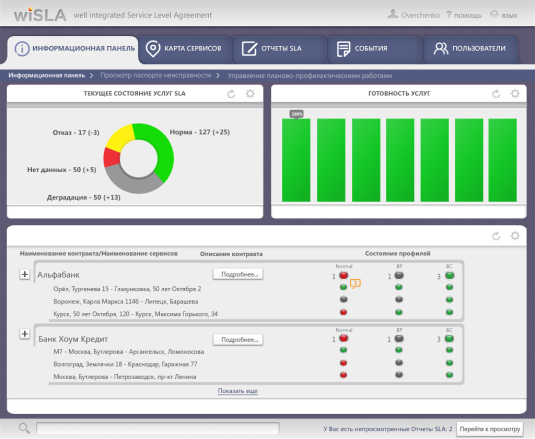 wiSLA well integrated Service Level Agreement
Overchenko ? помощь язык
ИНФОРМАЦИОННАЯ ПАНЕЛЬ КАРТА СЕРВИСОВ ОТЧЕТЫ SLA СОБЫТИЯ ПОЛЬЗОВАТЕЛИ
Информационная панель > Просмотр паспорта неисправности > Управление планово-профилактическими работами
ТЕКУЩЕЕ СОСТОЯНИЕ УСЛУГ SLA
Отказ - 17 (-3)
Норма - 127 (+25)
Нет данных - 50 (+5)
Деградация - 50 (+13)
ГОТОВНОСТЬ УСЛУГ
100%
Наименование контракта/Наименование сервисов Описание контракта Состояние профилей
Normal BP BC
+ Альфабанк Подробнее... 1 1 3
Орёл, Тургенева 15 - Глазуновка, 50 лет Октября 2 3
Воронеж, Карла Маркса 114б - Липецк, Барашева
Курск, 50 лет Октября, 120 - Курск, Максима Горького, 34
Normal BP BC
+ Банк Хоум Кредит Подробнее... 1 1 3
М7 - Москва, Бутлерова - Архангельск, Ломоносова
Волгоград, Землячки 18 - Краснодар, Гаражная 77
Москва, Бутлерова - Петрозаводск, пр-кт Ленина
Показать еще
У Вас есть непросмотренные Отчеты SLA: 2 Перейти к просмотру